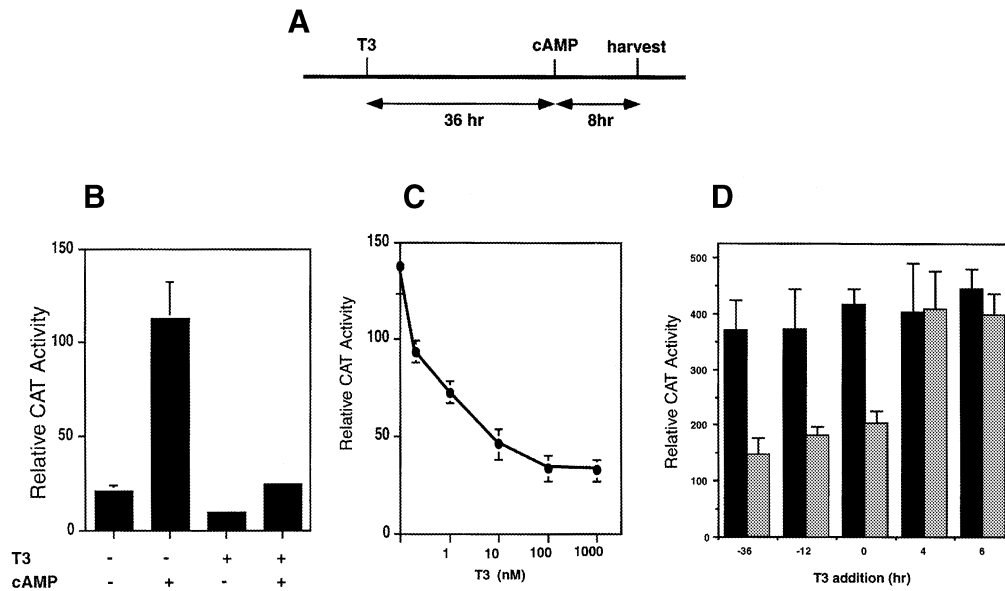 A
T3 cAMP harvest
36 hr 8hr
B
Relative CAT Activity
150
100
50
0
T3 - - + +
cAMP - + - +
C
Relative CAT Activity
150
100
50
0
1 10 100 1000
T3 (nM)
D
Relative CAT Activity
500
400
350
200
100
0
-36 -12 0 4 6
T3 addition (hr)